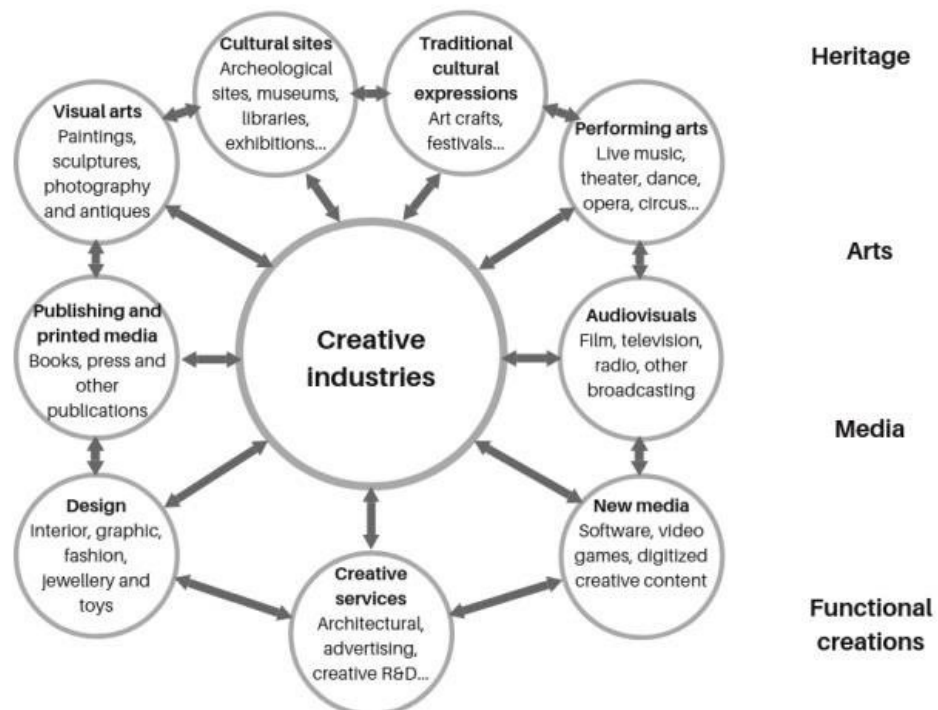 Cultural sites
Archeological
sites, museums,
libraries,
exhibitions...
Traditional
cultural
expressions
Art crafts,
festivals...
Heritage
Visual arts
Paintings,
sculptures,
photography
and antiques
Performing arts
Live music,
theater, dance,
opera, circus...
Arts
Publishing and
printed media
Books, press and
other
publications
Creative
industries
Audiovisuals
Film, television,
radio, other
broadcasting
Media
Design
Interior, graphic,
fashion,
jewellery and
toys
Creative
services
Architectural,
advertising,
creative R&D...
New media
Software, video
games, digitized
creative content
Functional
creations